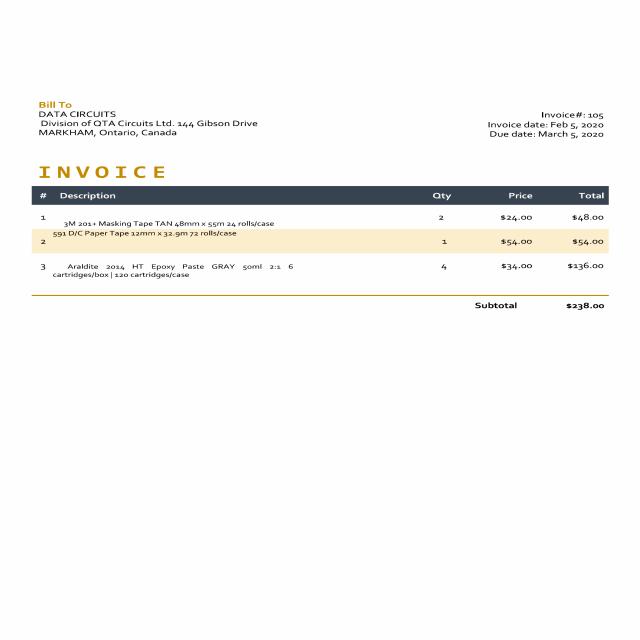 Bill To
DATA CIRCUITS
Division of QTA Circuits Ltd. 144 Gibson Drive
MARKHAM, Ontario, Canada
Invoice#: 105
Invoice date: Feb 5, 2020
Due date: March 5, 2020
INVOICE
# Description Qty Price Total
1 3M 201+ Masking Tape TAN 48mm x 55m 24 rolls/case 2 $24.00 $48.00
2 591 D/C Paper Tape 12mm x 32.9m 72 rolls/case 1 $54.00 $54.00
3 Araldite 2014 HT Epoxy Paste GRAY 50ml 2:1 6 4 $34.00 $136.00
cartridges/box | 120 cartridges/case
Subtotal $238.00